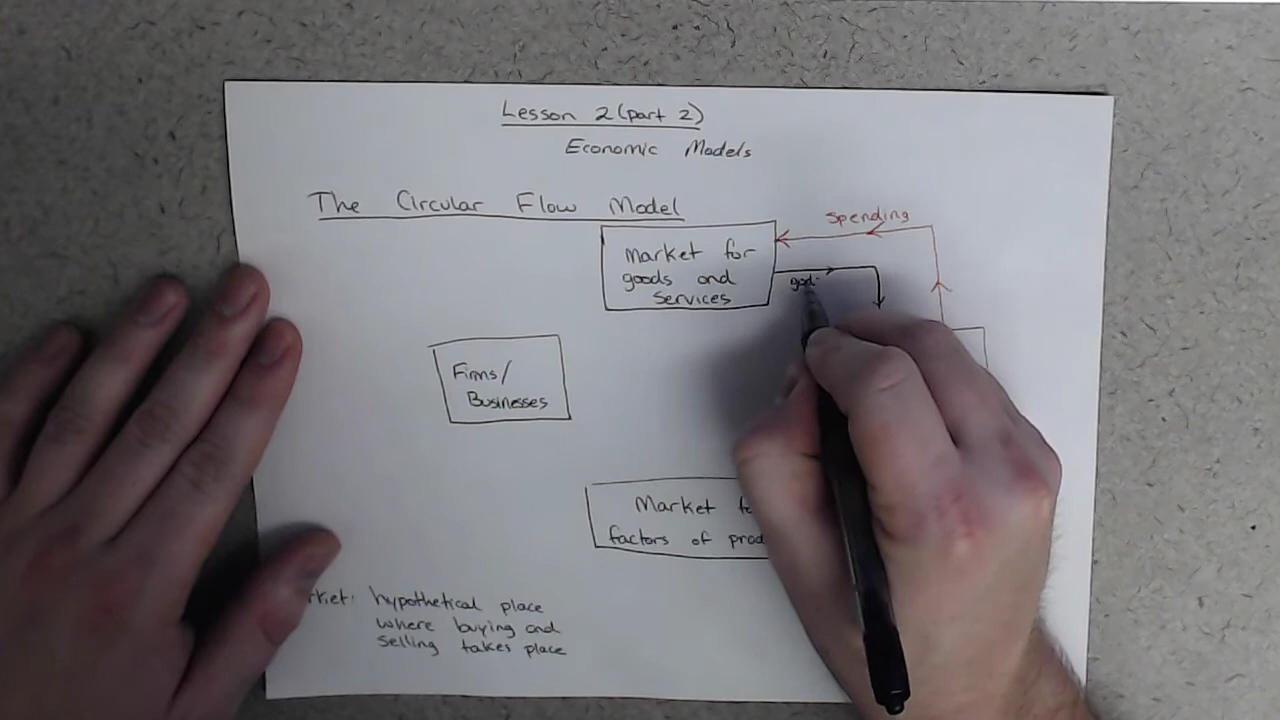 Lesson 2 (part 2)
Economic Models
The Circular Flow Model
Spending
Market for
goods and
services
Firms/
Businesses
Market
factors of
hypothetical place
where buying and
selling takes place